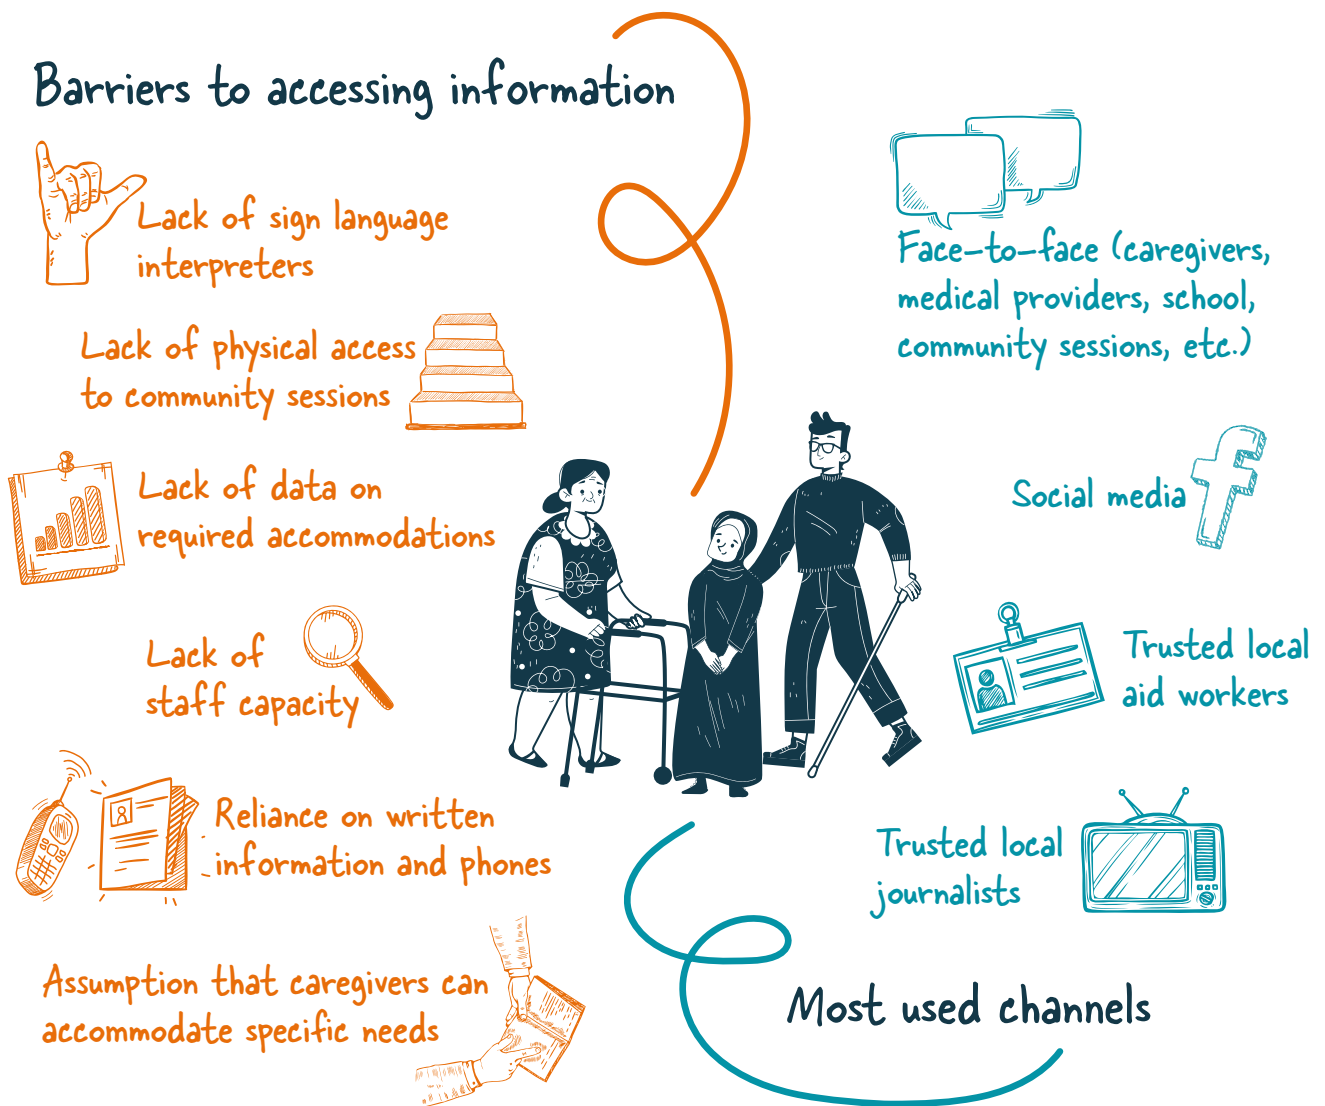 Barriers to accessing information
Lack of sign language
interpreters
Lack of physical access
to community sessions
Lack of data on
required accommodations
Lack of
staff capacity
Reliance on written
information and phones
Assumption that caregivers can
accommodate specific needs
Face-to-face (caregivers,
medical providers, school,
community sessions, etc.)
Social media
Trusted local
aid workers
Trusted local
journalists
Most used channels